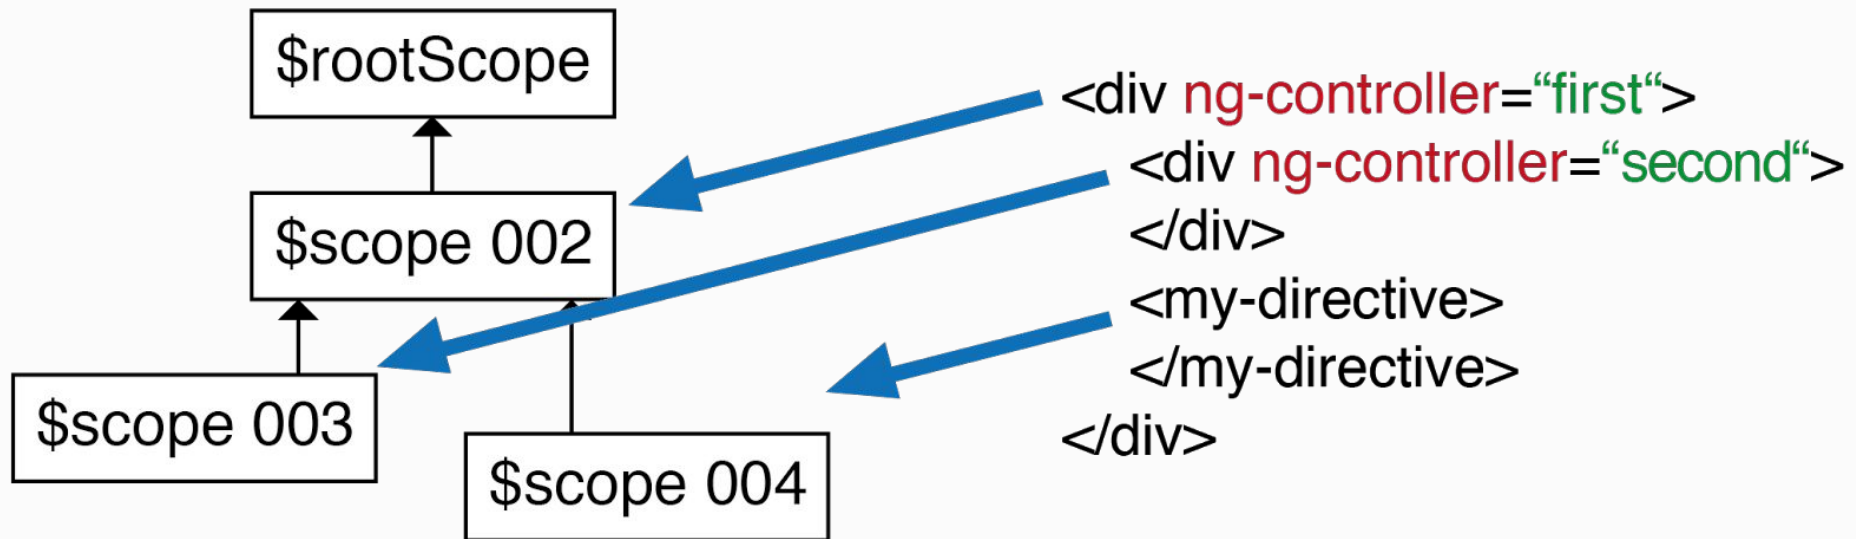 $rootScope
$scope 002
$scope 003
$scope 004
<div ng-controller=“first“>
<div ng-controller=“second“>
</div>
<my-directive>
</my-directive>
</div>